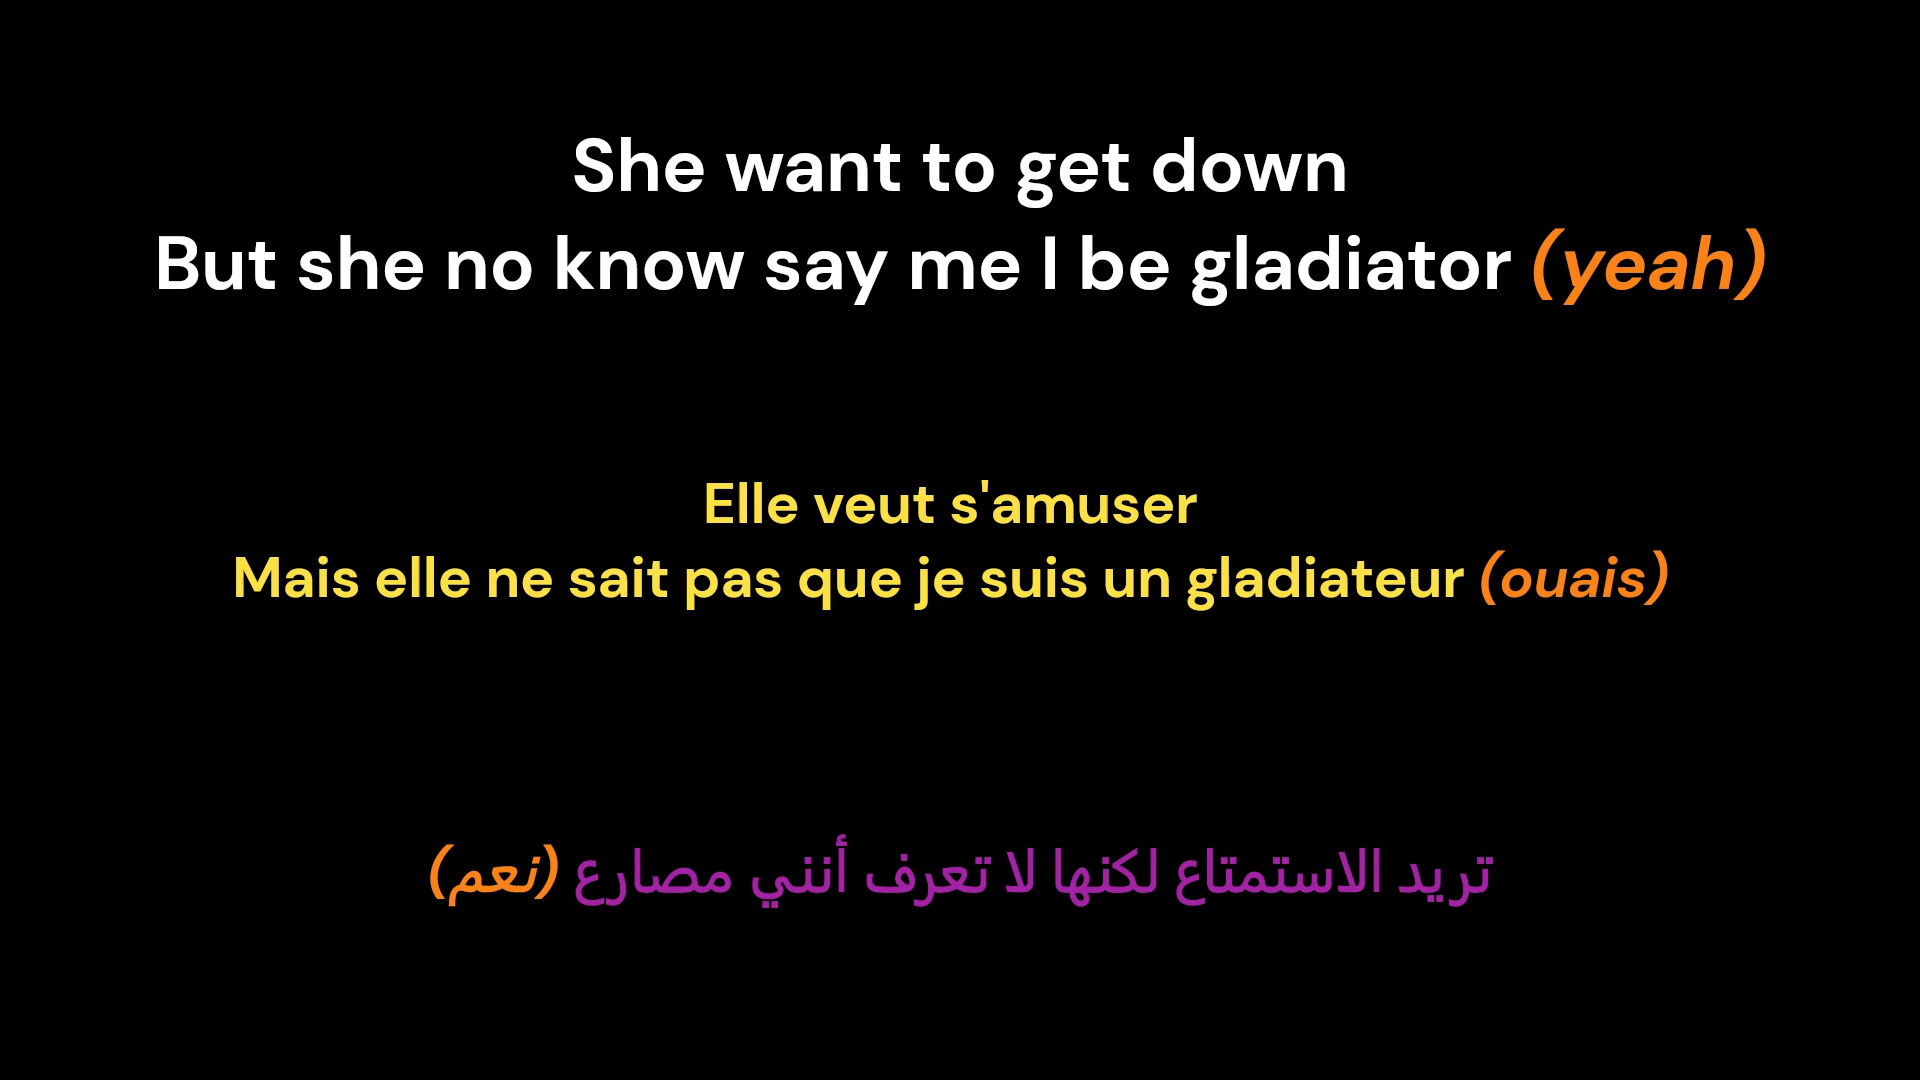 She want to get down
But she no know say me I be gladiator (yeah)
Elle veut s'amuser
Mais elle ne sait pas que je suis un gladiateur (ouais)
تريد الاستمتاع لكنها لا تعرف أنني مصارع (نعم)